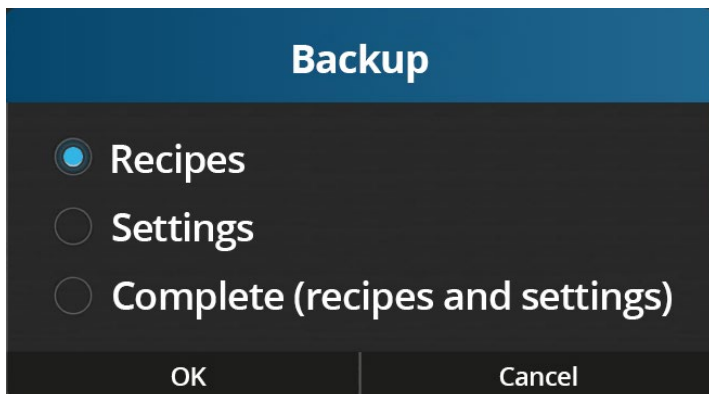 Backup
Recipes
Settings
Complete (recipes and settings)
OK
Cancel